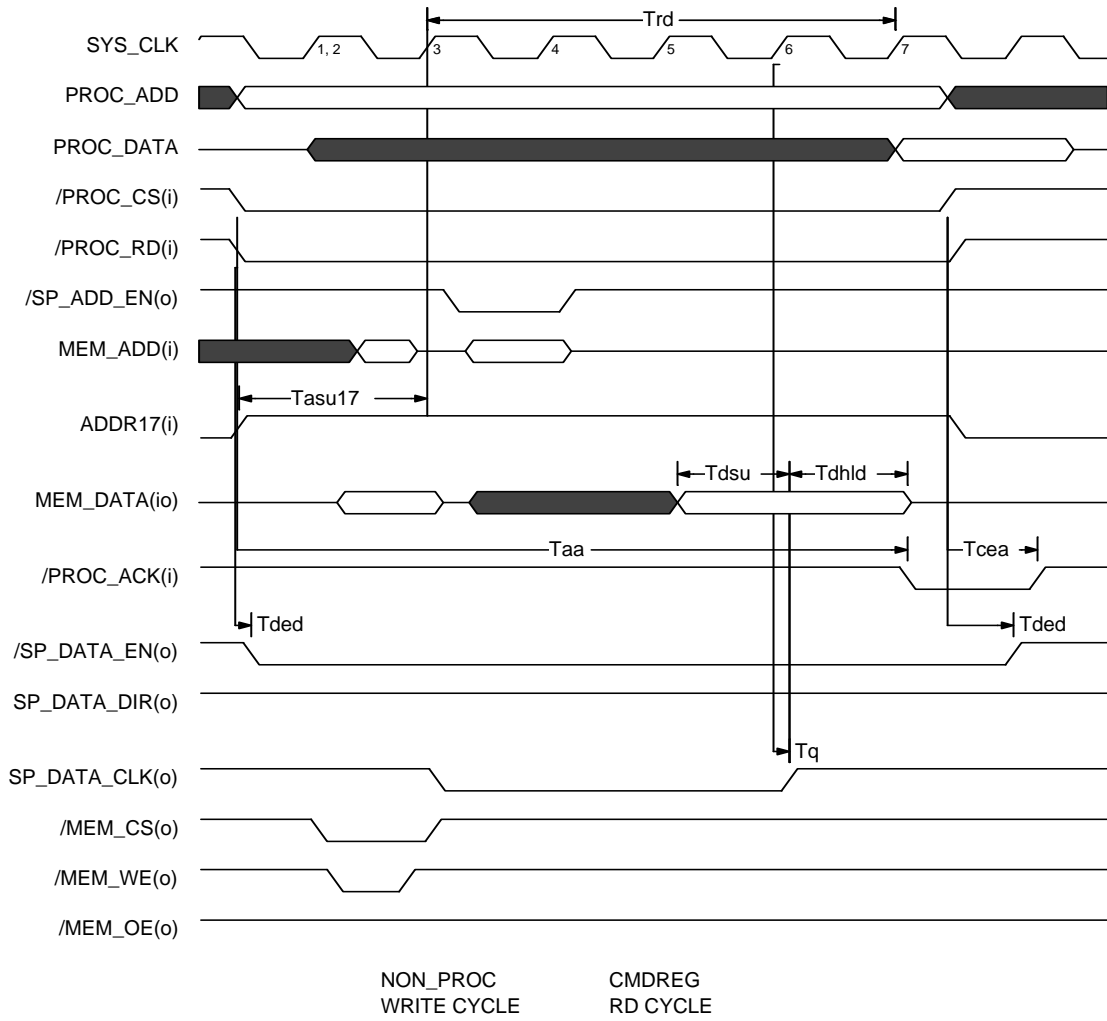 Trd
SYS_CLK
1, 2
3
4
5
6
7
PROC_ADD
PROC_DATA
/PROC_CS(i)
/PROC_RD(i)
/SP_ADD_EN(o)
MEM_ADD(i)
Tasu17
ADDR17(i)
Tdsu
Tdhld
MEM_DATA(io)
Taa
Tcea
/PROC_ACK(i)
Tded
Tded
/SP_DATA_EN(o)
SP_DATA_DIR(o)
Tq
SP_DATA_CLK(o)
/MEM_CS(o)
/MEM_WE(o)
/MEM_OE(o)
NON_PROC
WRITE CYCLE
CMDREG
RD CYCLE